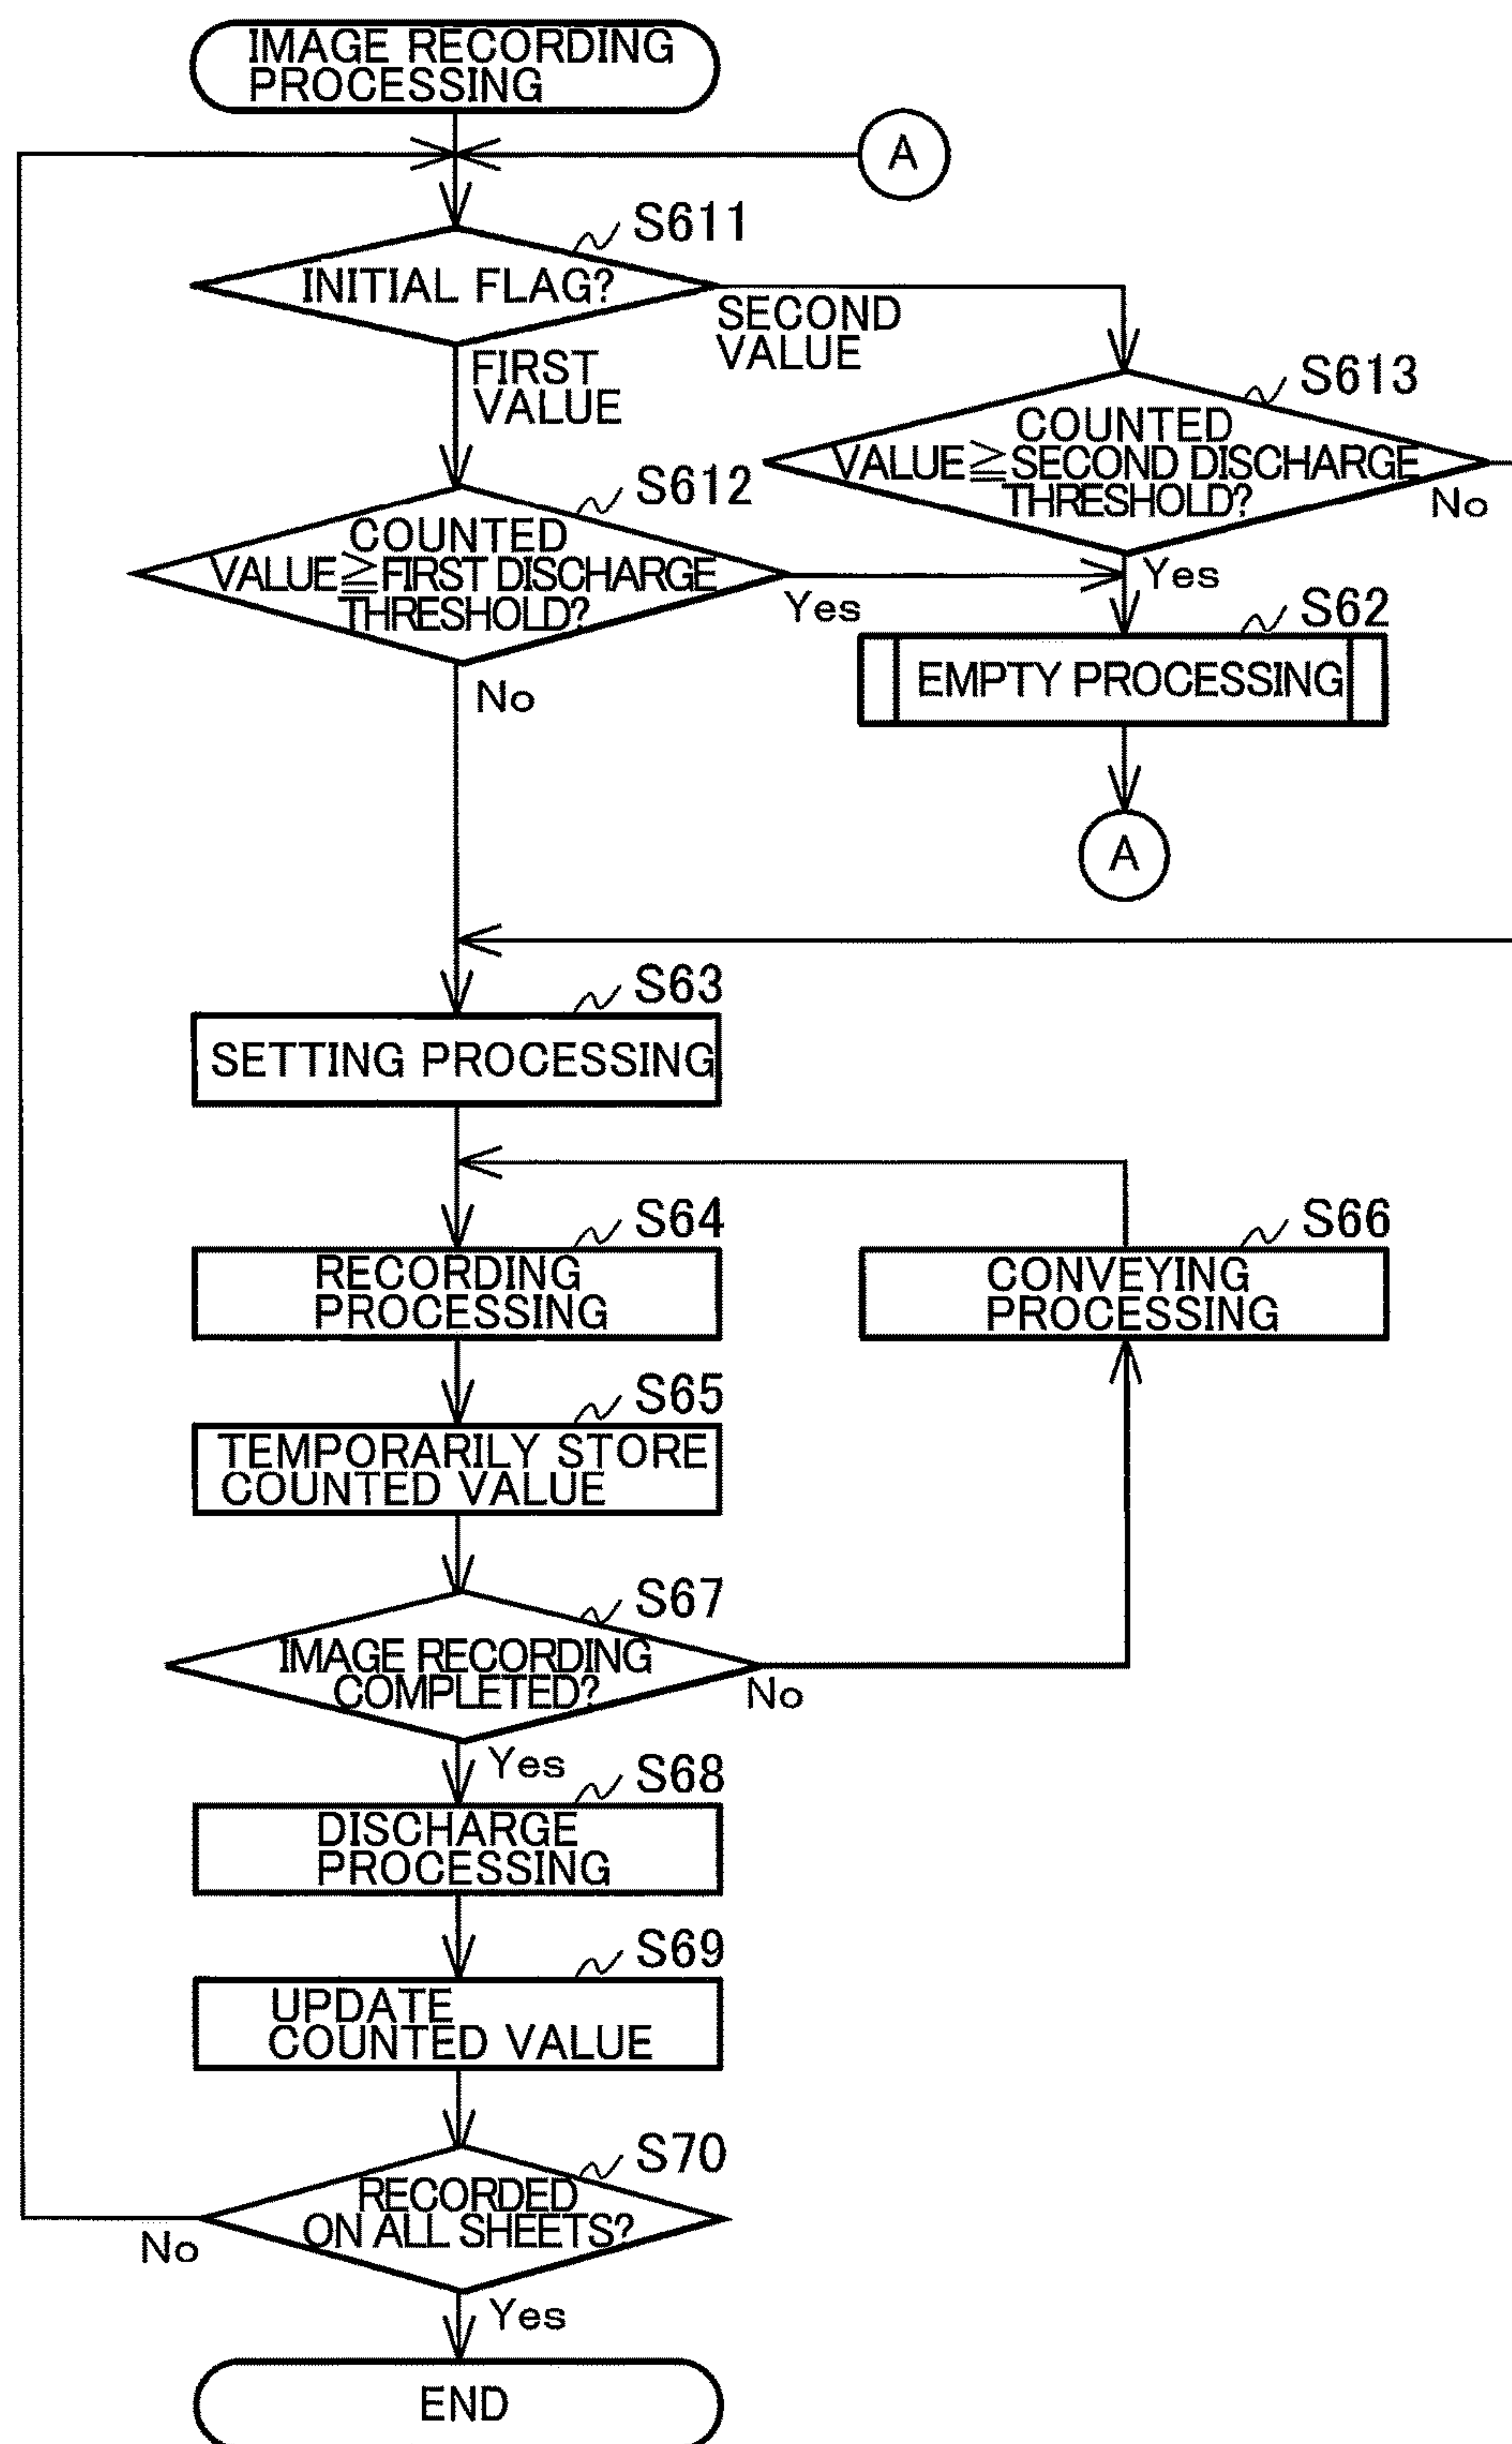 IMAGE RECORDING
PROCESSING
A
S611
INITIAL FLAG?
SECOND
VALUE
FIRST
VALUE
S613
COUNTED
VALUE≧SECOND DISCHARGE
THRESHOLD?
No
Yes
S612
COUNTED
VALUE≧FIRST DISCHARGE
THRESHOLD?
Yes
No
S62
EMPTY PROCESSING
A
S63
SETTING PROCESSING
S64
RECORDING
PROCESSING
S66
CONVEYING
PROCESSING
S65
TEMPORARILY STORE
COUNTED VALUE
S67
IMAGE RECORDING
COMPLETED?
No
Yes
S68
DISCHARGE
PROCESSING
S69
UPDATE
COUNTED VALUE
S70
RECORDED
ON ALL SHEETS?
No
Yes
END